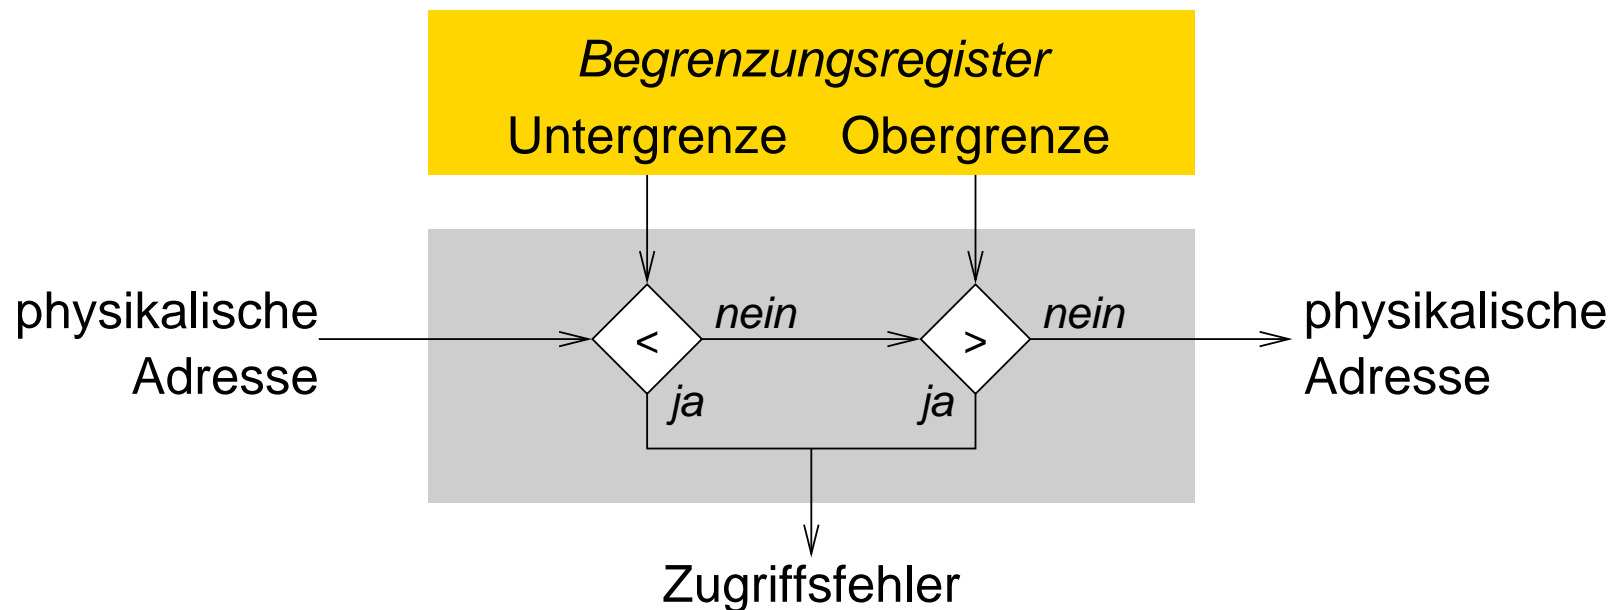 Begrenzungsregister
Untergrenze Obergrenze
physikalische
Adresse
<
nein
ja
>
nein
ja
physikalische
Adresse
Zugriffsfehler